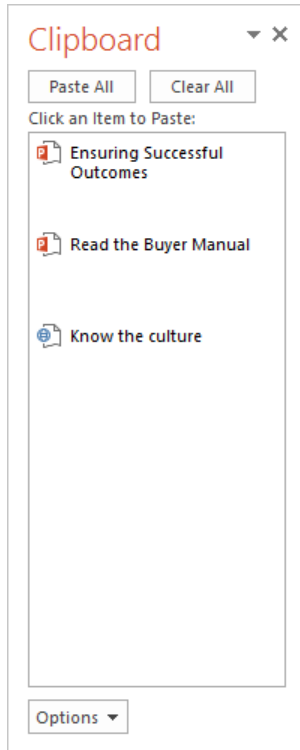 Clipboard
Paste All
Clear All
Click an Item to Paste:
Ensuring Successful
Outcomes
Read the Buyer Manual
Know the culture
Options